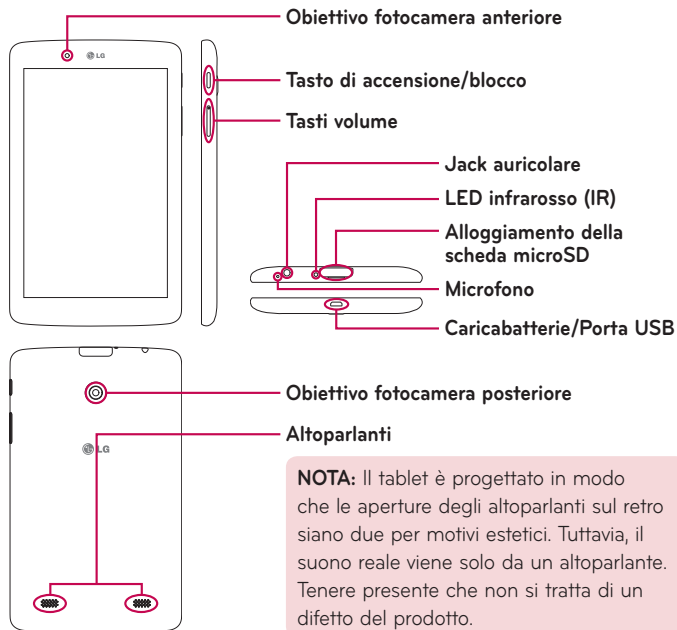 Obiettivo fotocamera anteriore
LG
Tasto di accensione/blocco
Tasti volume
Jack auricolare
LED infrarosso (IR)
Alloggiamento della
scheda microSD
Microfono
Caricabatterie/Porta USB
Obiettivo fotocamera posteriore
Altoparlanti
LG
NOTA: Il tablet è progettato in modo
che le aperture degli altoparlanti sul retro
siano due per motivi estetici. Tuttavia, il
suono reale viene solo da un altoparlante.
Tenere presente che non si tratta di un
difetto del prodotto.